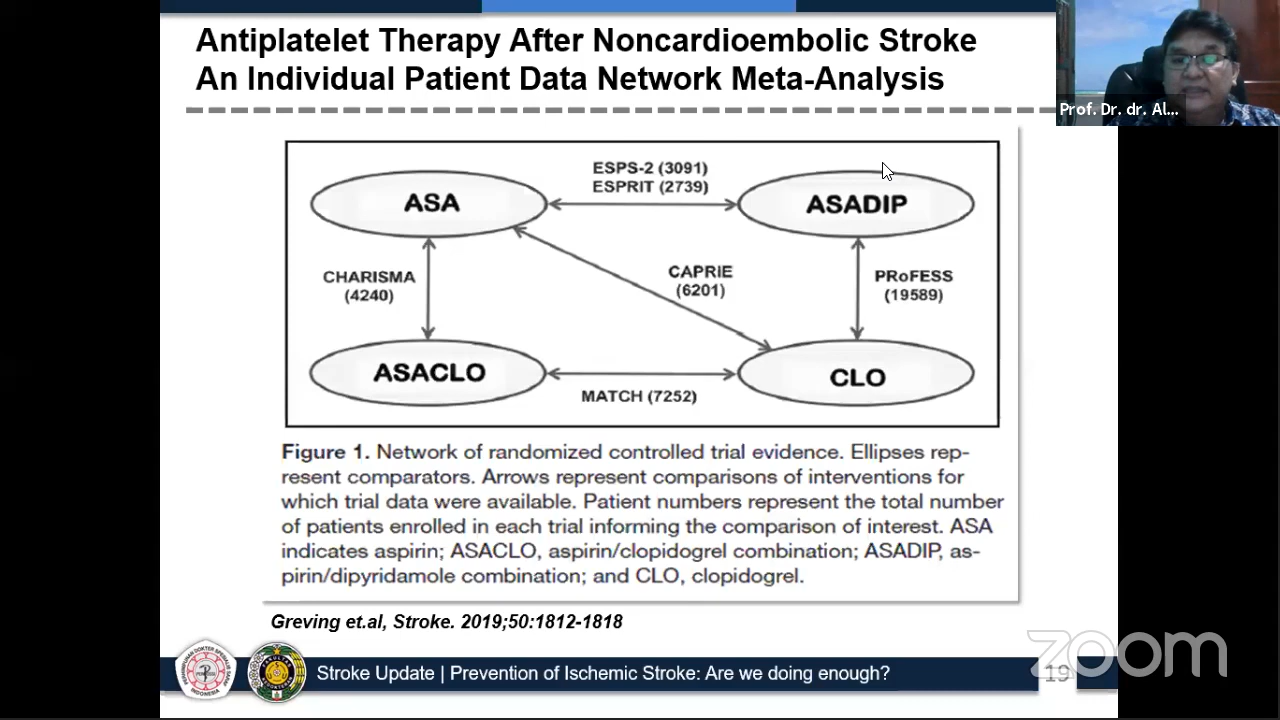 Antiplatelet Therapy After Noncardioembolic Stroke
An Individual Patient Data Network Meta-Analysis
Prof. Dr. dr. Al...
ESPS-2 (3091)
ESPRIT (2739)
ASA
ASADIP
CHARISMA
(4240)
CAPRIE
(6201)
PRoFESS
(19589)
ASACLO
CLO
MATCH (7252)
Figure 1. Network of randomized controlled trial evidence. Ellipses rep-
resent comparators. Arrows represent comparisons of interventions for
which trial data were available. Patient numbers represent the total number
of patients enrolled in each trial informing the comparison of interest. ASA
indicates aspirin; ASACLO, aspirin/clopidogrel combination; ASADIP, as-
pirin/dipyridamole combination; and CLO, clopidogrel.
Greving et.al, Stroke. 2019;50:1812-1818
Stroke Update | Prevention of Ischemic Stroke: Are we doing enough?
19
zoom